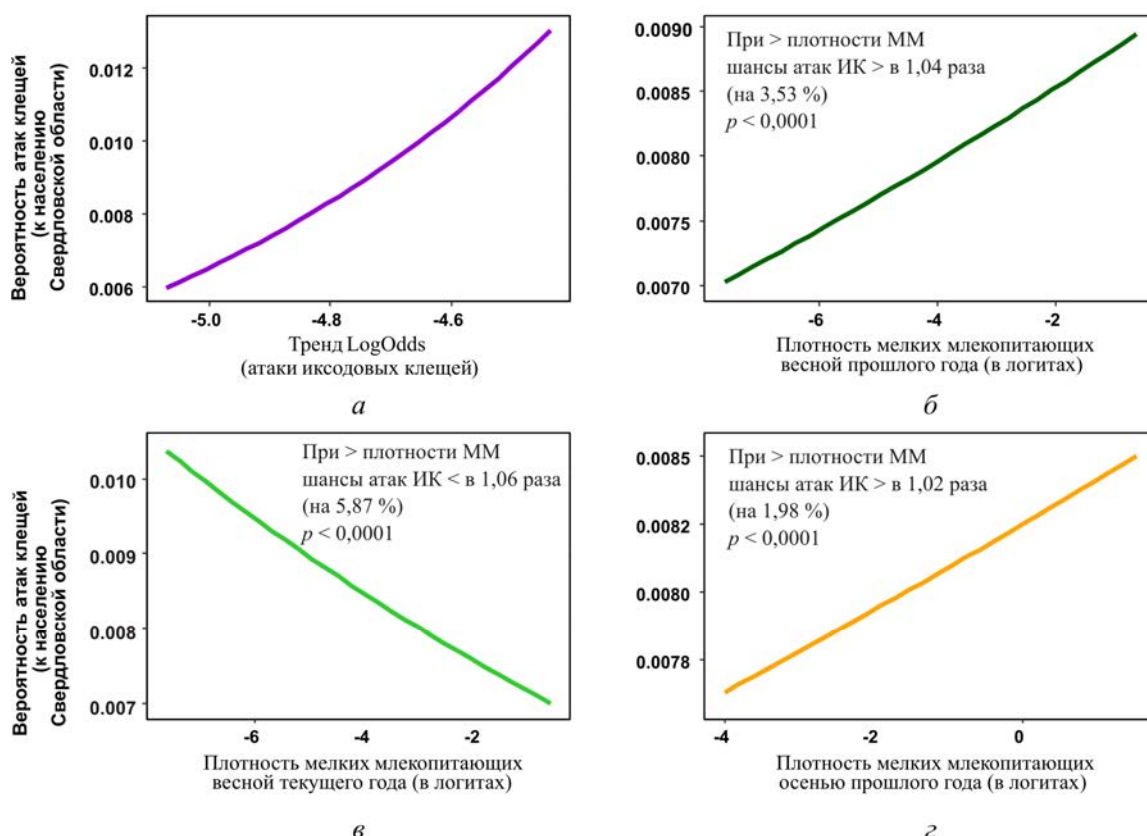 Вероятность атак клещей
(к населению
Свердловской области)
0.012
0.010
0.008
0.006
-5.0
-4.8
-4.6
Тренд LogOdds
(атаки иксодовых клещей)
а
0.0090
0.0085
0.0080
0.0075
0.0070
При > плотности ММ
шансы атак ИК > в 1,04 раза
(на 3,53 %)
p < 0,0001
-6
-4
-2
Плотность мелких млекопитающих
весной прошлого года (в логитах)
б
Вероятность атак клещей
(к населению
Свердловской области)
0.010
0.009
0.008
0.007
При > плотности ММ
шансы атак ИК < в 1,06 раза
(на 5,87 %)
p < 0,0001
-6
-4
-2
Плотность мелких млекопитающих
весной текущего года (в логитах)
в
0.0085
0.0082
0.0080
0.0078
При > плотности ММ
шансы атак ИК > в 1,02 раза
(на 1,98 %)
p < 0,0001
-4
-2
0
Плотность мелких млекопитающих
осенью прошлого года (в логитах)
г